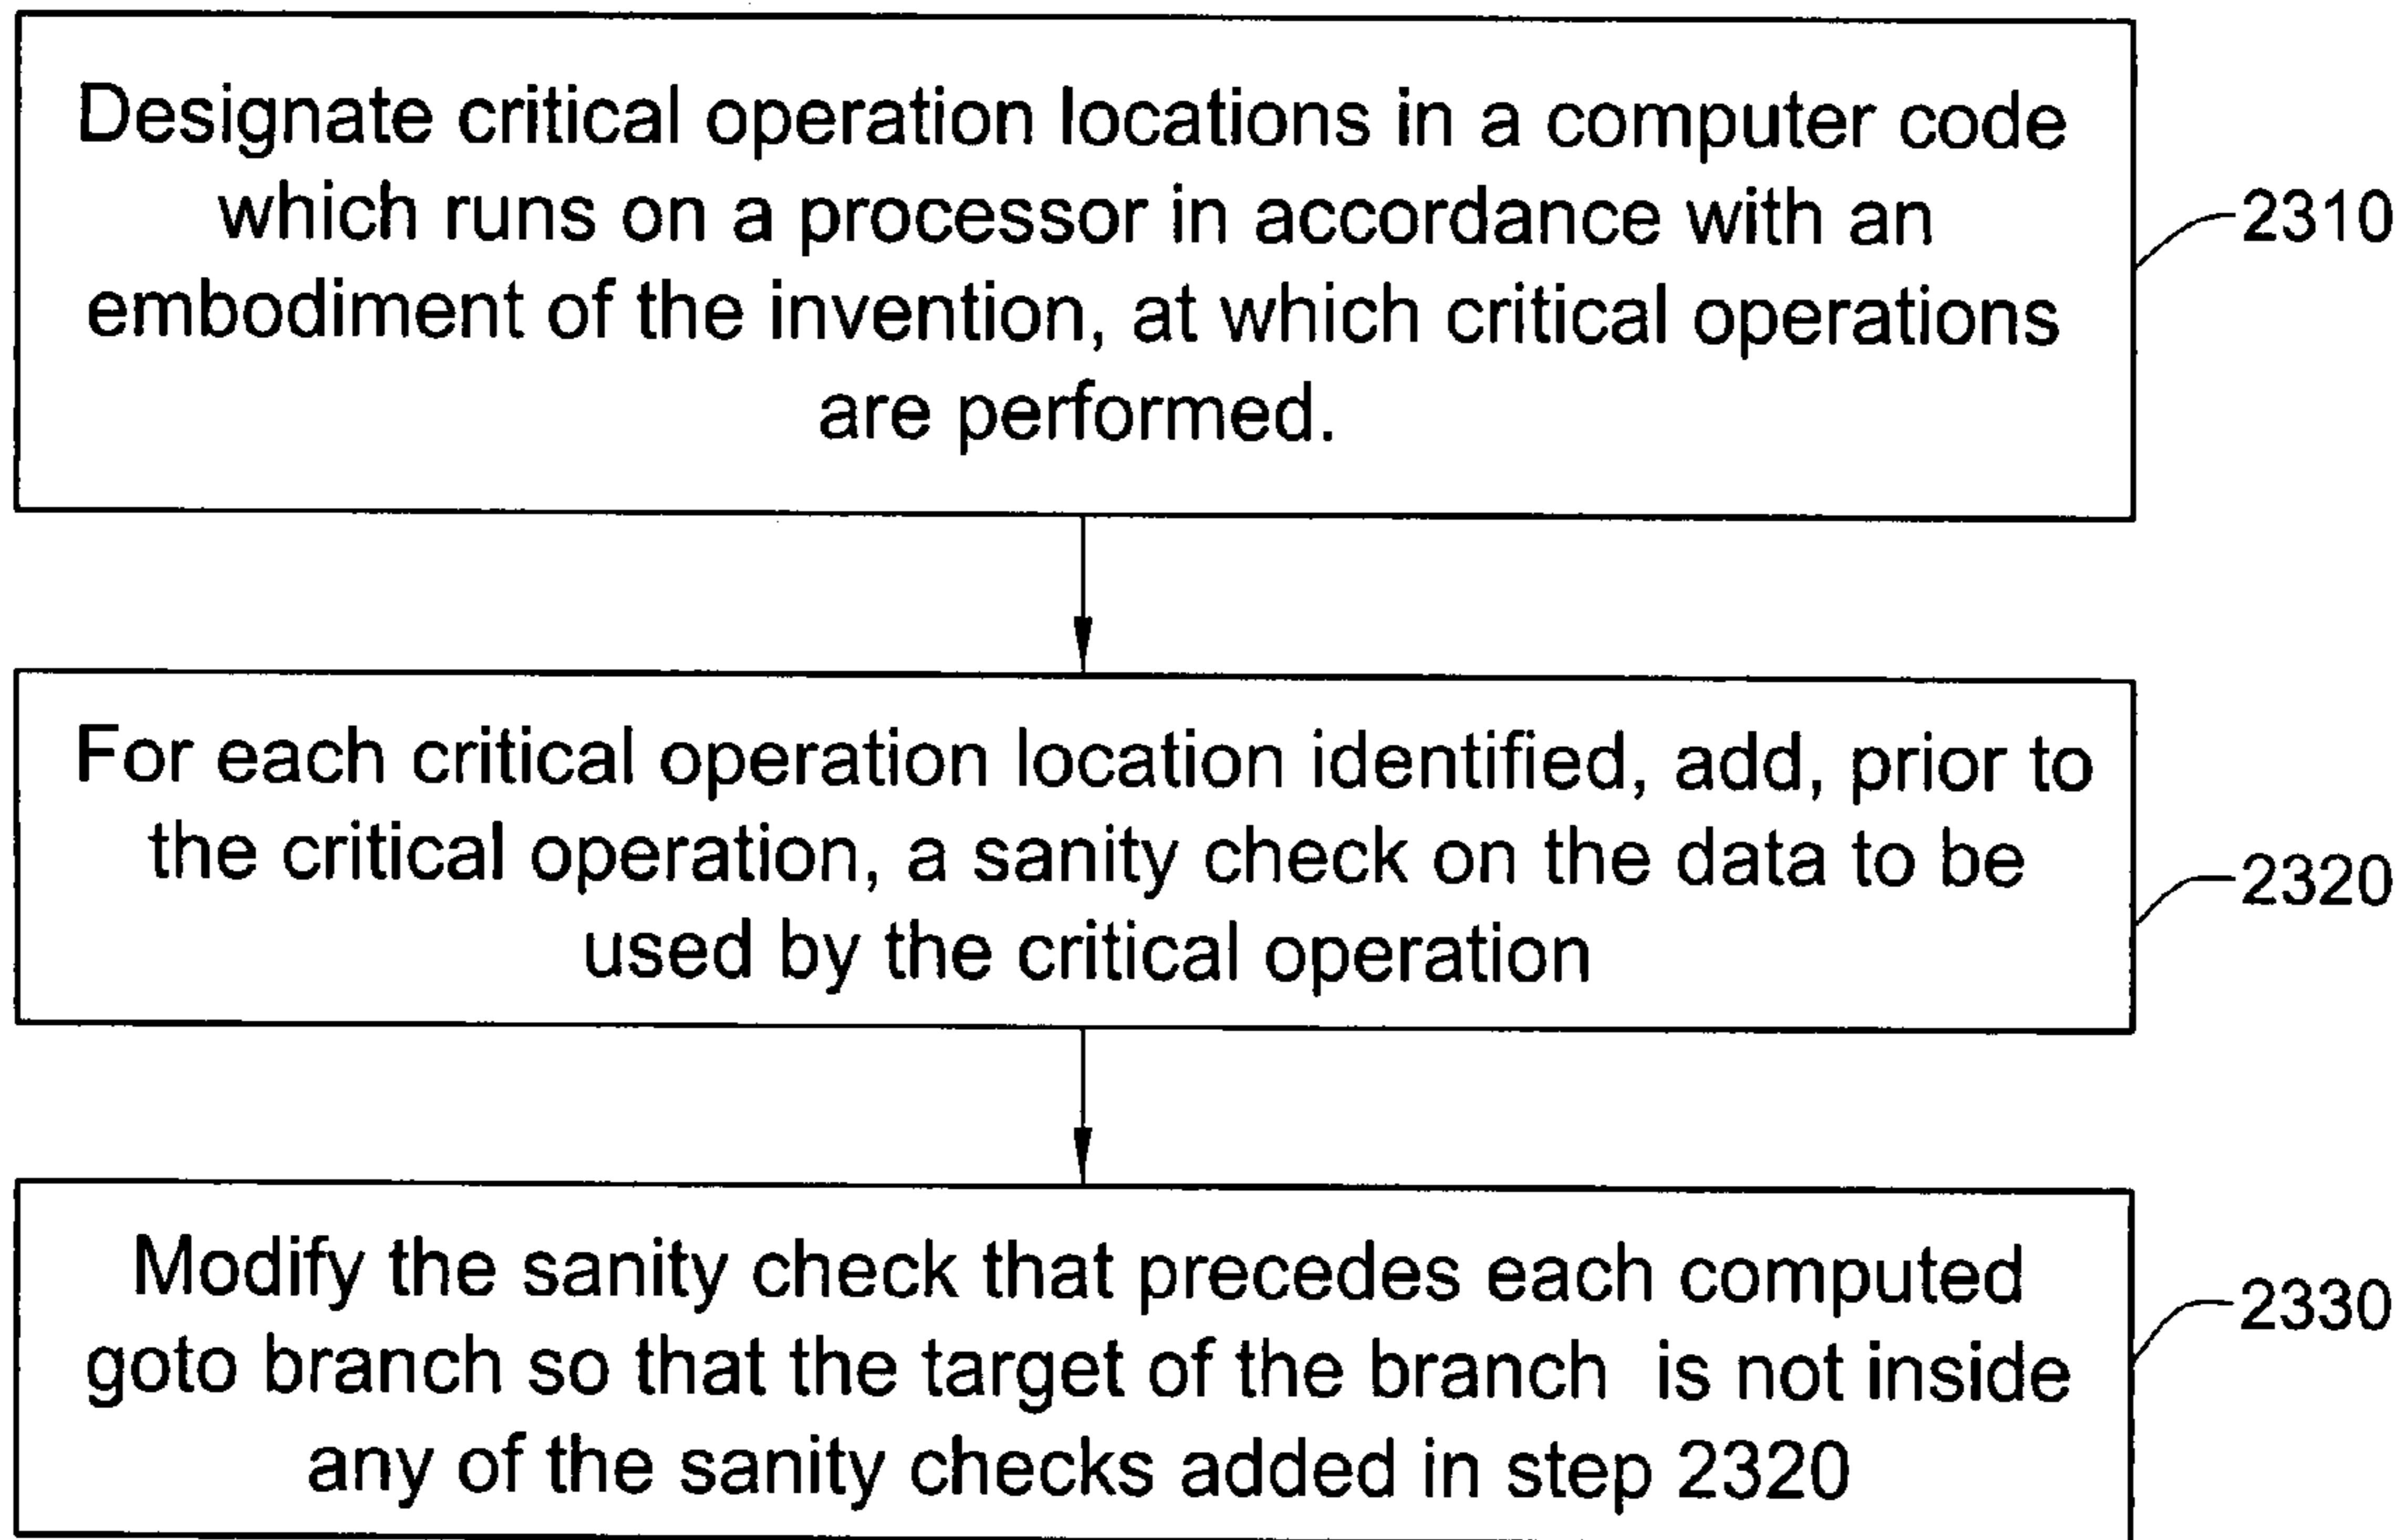 Designate critical operation locations in a computer code
which runs on a processor in accordance with an
embodiment of the invention, at which critical operations
are performed.
2310
For each critical operation location identified, add, prior to
the critical operation, a sanity check on the data to be
used by the critical operation
2320
Modify the sanity check that precedes each computed
goto branch so that the target of the branch is not inside
any of the sanity checks added in step 2320
2330